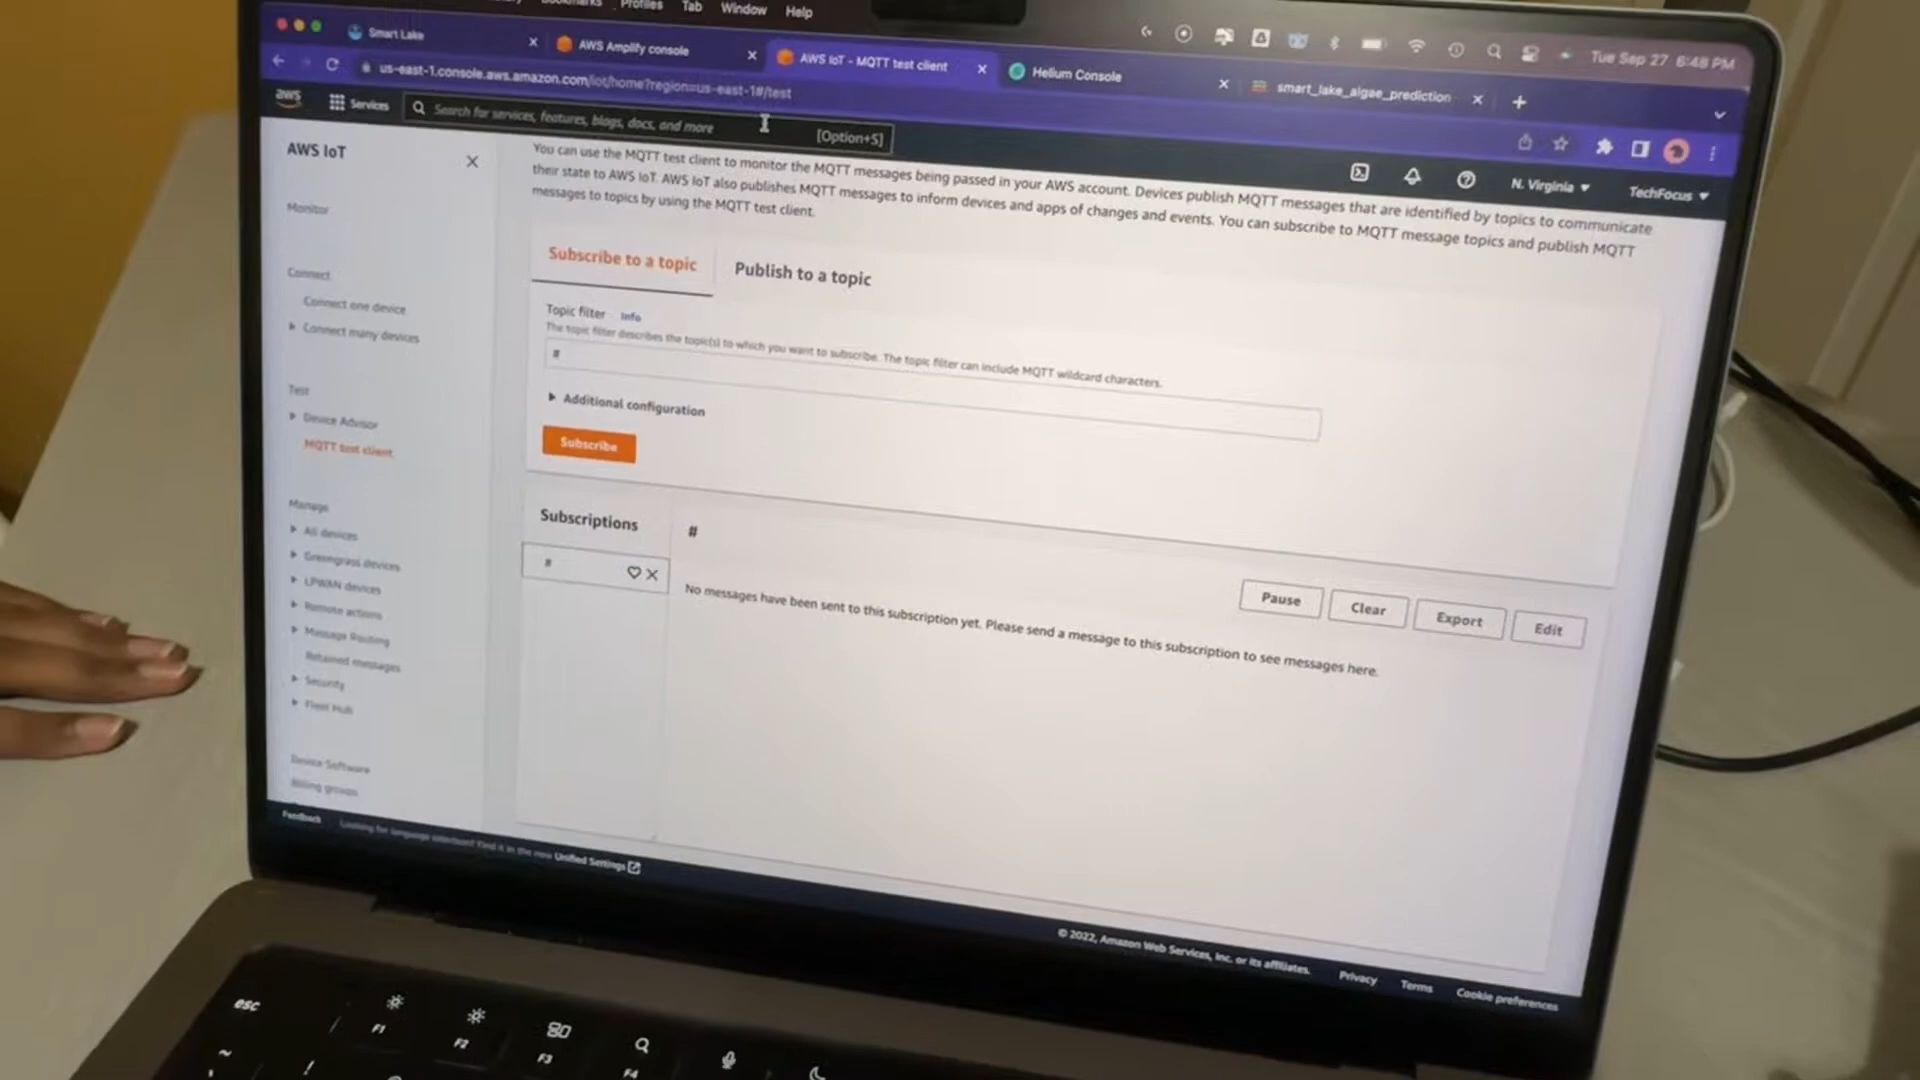 Bookmarks Profiles Tab Window Help
Tue Sep 27 6:48 PM
Smart Lake
AWS Amplify console
AWS IoT - MQTT test client
Helium Console
smart_lake_algae_prediction
us-east-1.console.aws.amazon.com/iot/home?region=us-east-1#/test
aws
Services
Search for services, features, blogs, docs, and more
[Option+S]
N. Virginia
TechFocus
AWS IoT
Monitor
Connect
Connect one device
Connect many devices
Test
Device Advisor
MQTT test client
Manage
All devices
Greengrass devices
LPWAN devices
Remote actions
Message Routing
Retained messages
Security
Fleet Hub
Device Software
Billing groups
You can use the MQTT test client to monitor the MQTT messages being passed in your AWS account. Devices publish MQTT messages that are identified by topics to communicate
their state to AWS IoT. AWS IoT also publishes MQTT messages to inform devices and apps of changes and events. You can subscribe to MQTT message topics and publish MQTT
messages to topics by using the MQTT test client.
Subscribe to a topic
Publish to a topic
Topic filter Info
The topic filter describes the topic(s) to which you want to subscribe. The topic filter can include MQTT wildcard characters.
#
Additional configuration
Subscribe
Subscriptions
#
#
Pause
Clear
Export
Edit
No messages have been sent to this subscription yet. Please send a message to this subscription to see messages here.
Feedback
Looking for language selection? Find it in the new Unified Settings
© 2022, Amazon Web Services, Inc. or its affiliates.
Privacy
Terms
Cookie preferences
esc
F1
F2
F3
F4
~
!